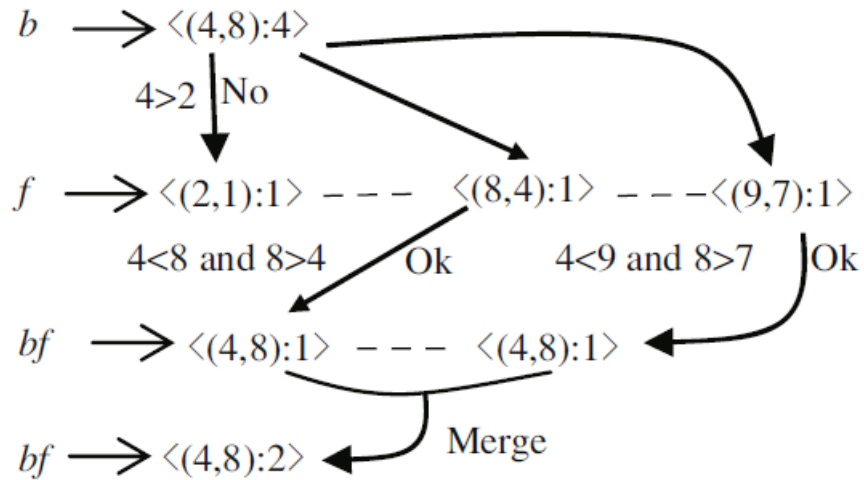 b ⟨(4,8):4⟩
4>2 No
f ⟨(2,1):1⟩ --- ⟨(8,4):1⟩ ---⟨(9,7):1⟩
4<8 and 8>4 Ok 4<9 and 8>7 Ok
bf ⟨(4,8):1⟩ --- ⟨(4,8):1⟩
Merge
bf ⟨(4,8):2⟩